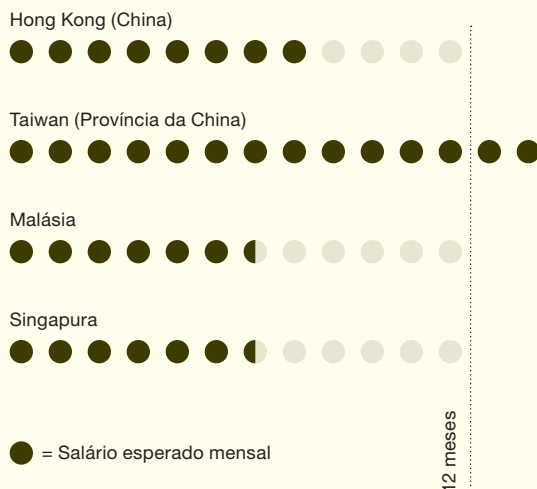 Hong Kong (China)
Taiwan (Província da China)
Malásia
Singapura
= Salário esperado mensal
12 meses